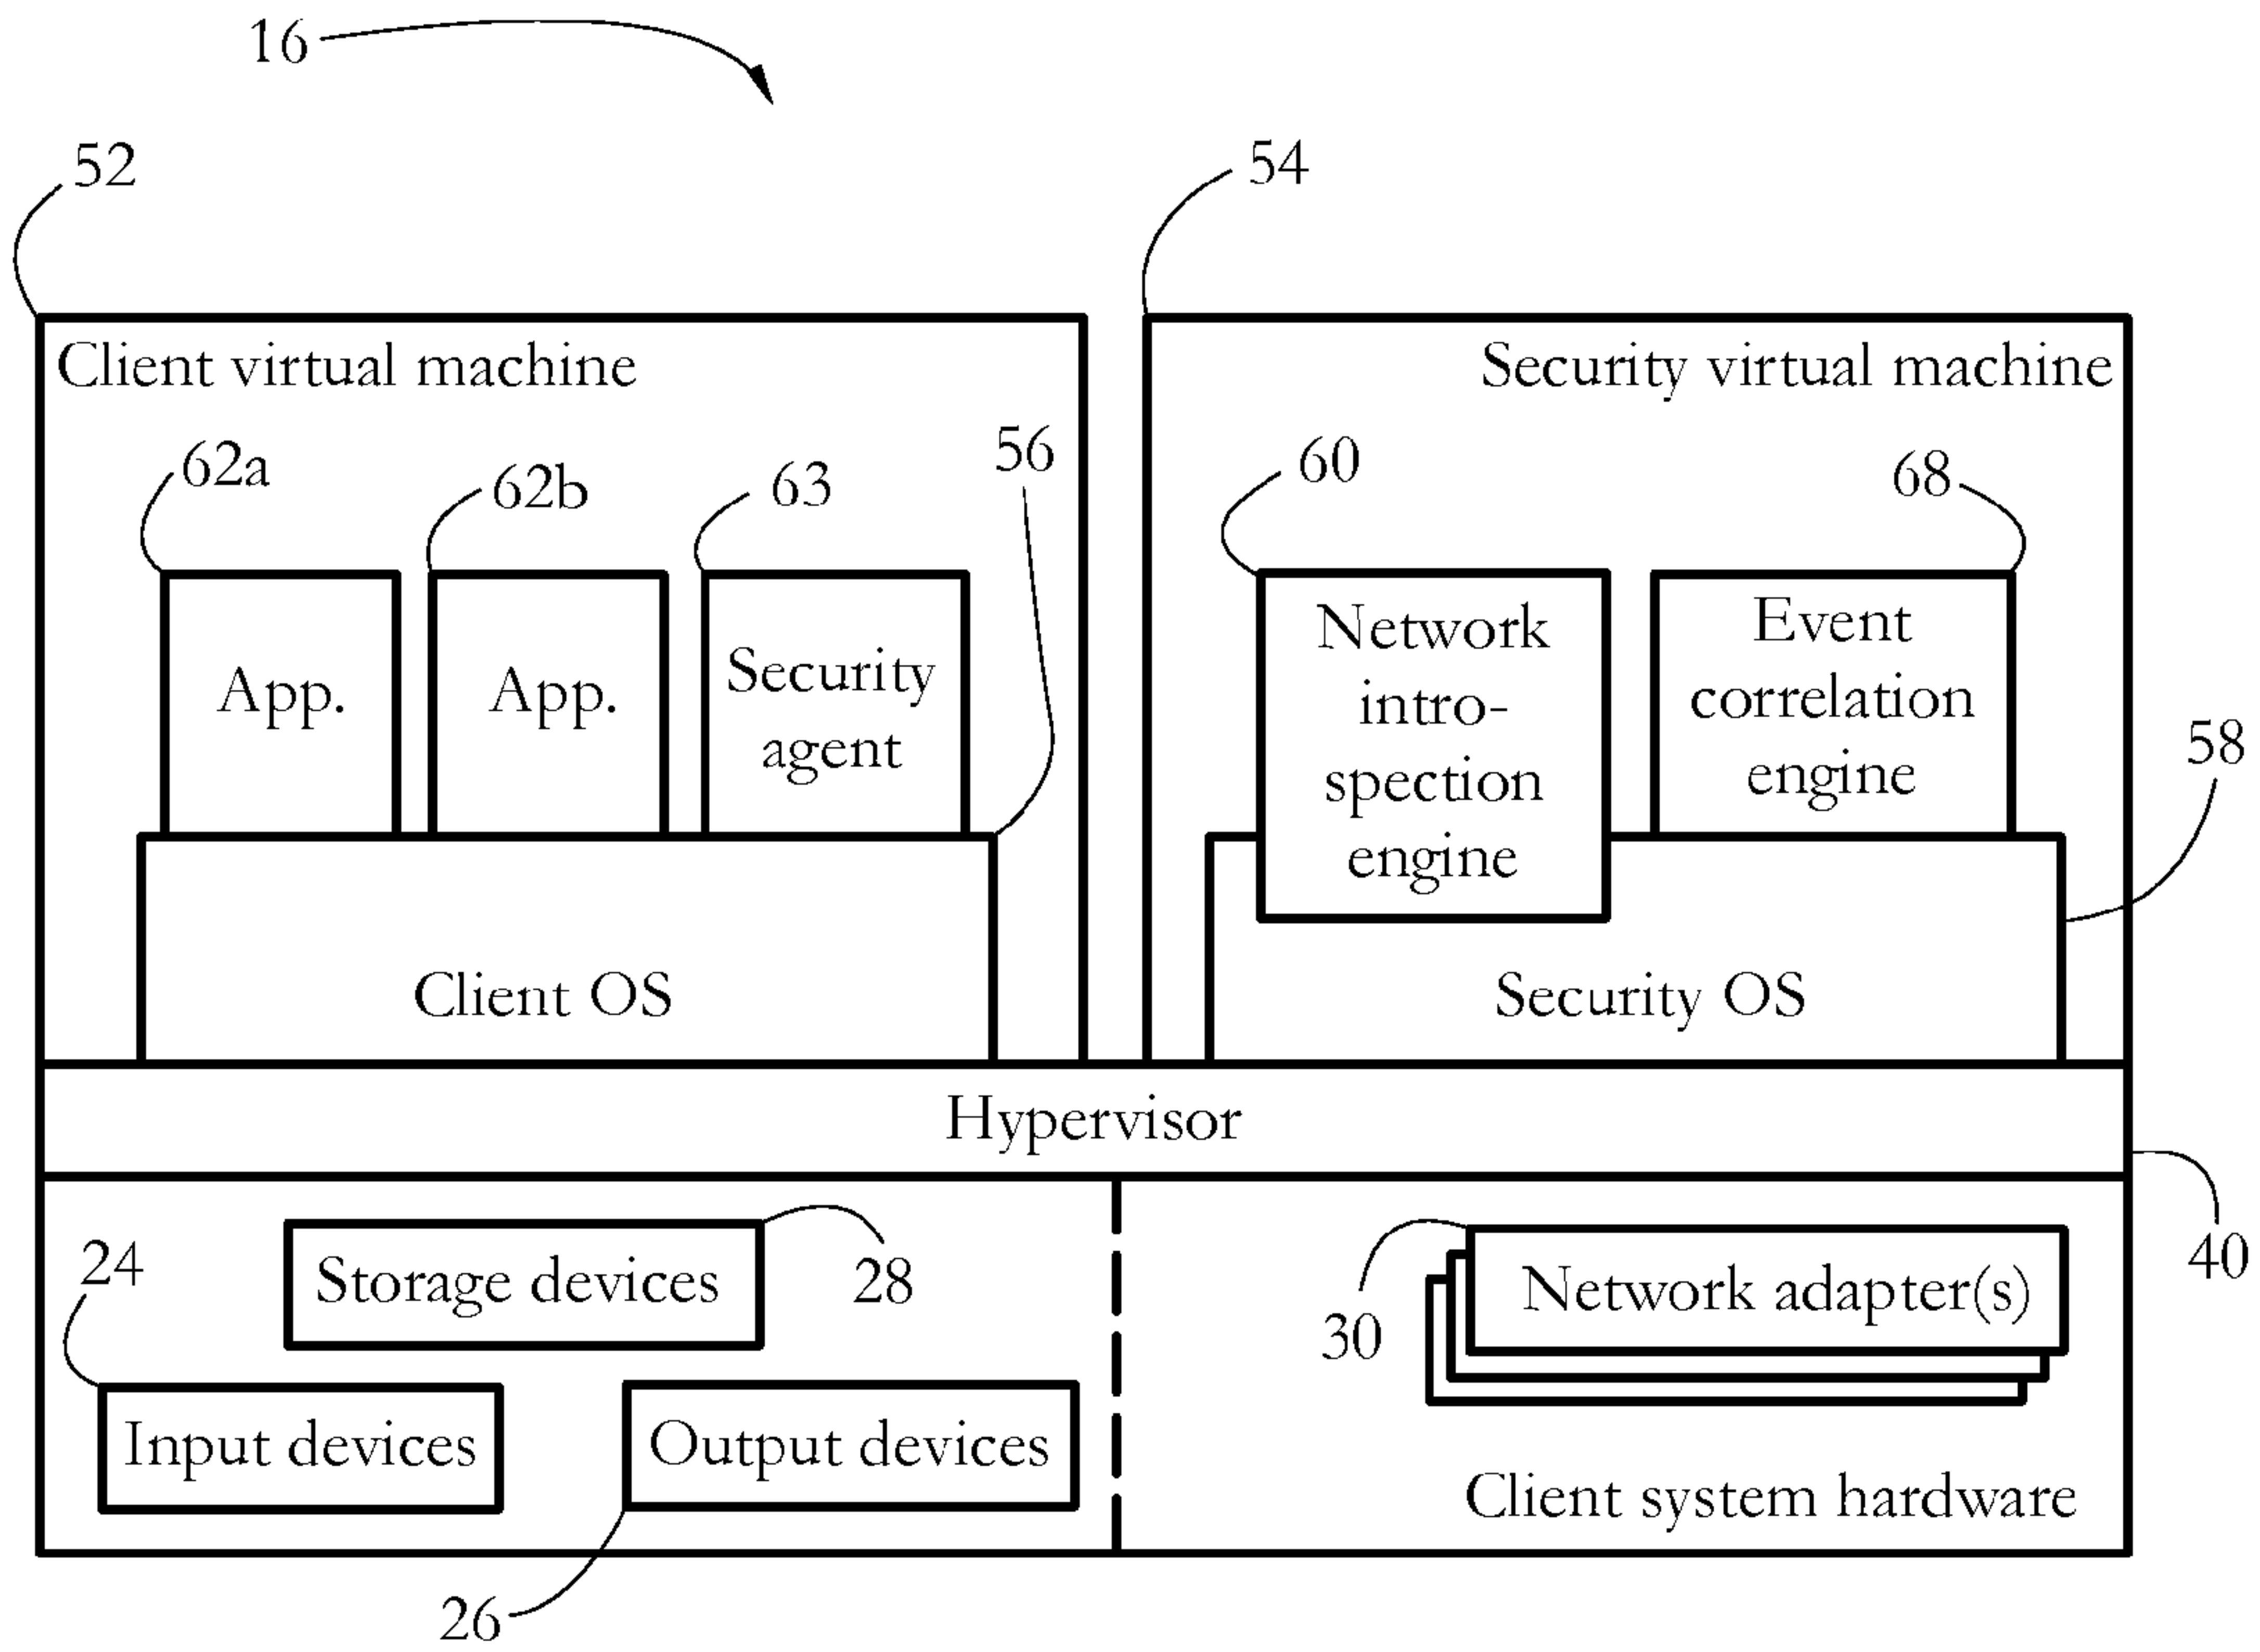 16
52
54
Client virtual machine
Security virtual machine
62a
62b
63
56
60
68
App.
App.
Security
agent
Network
intro-
spection
engine
Event
correlation
engine
58
Client OS
Security OS
Hypervisor
40
24
Storage devices
28
30
Network adapter(s)
Input devices
Output devices
26
Client system hardware